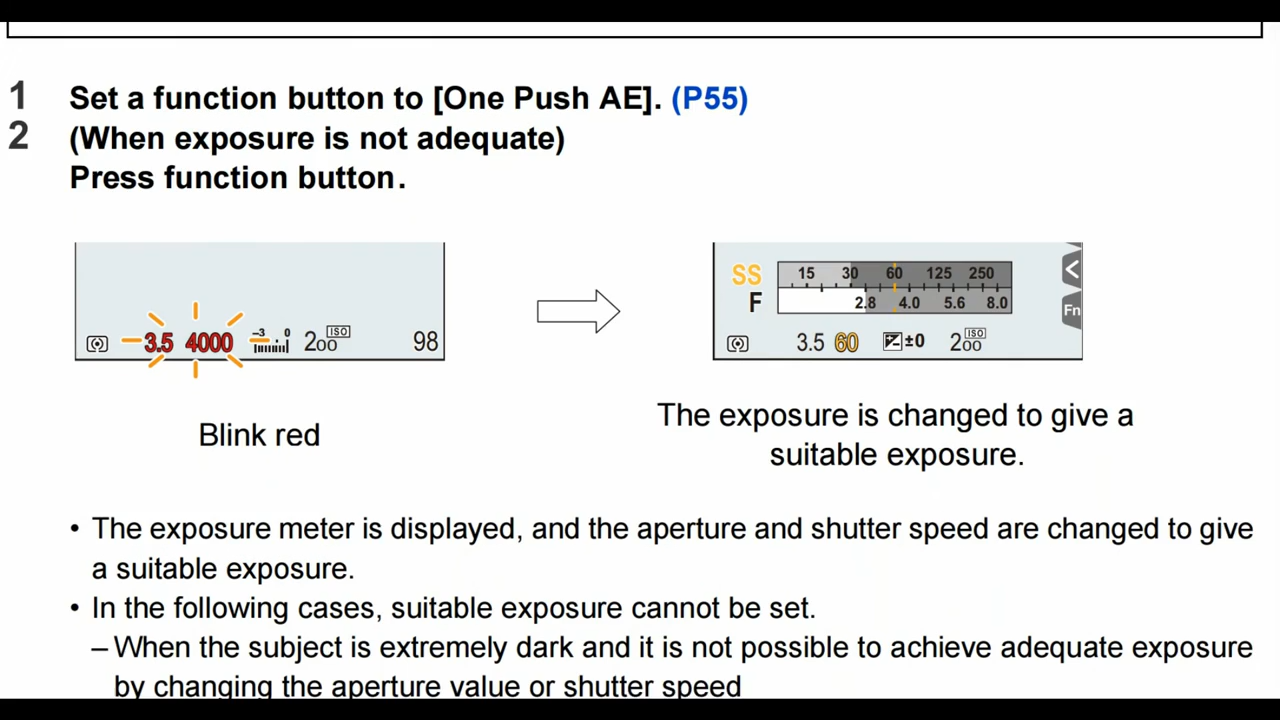 1 Set a function button to [One Push AE]. (P55)
2 (When exposure is not adequate)
Press function button.
3.5 4000 −3 0 200 ISO 98
SS 15 30 60 125 250
F 2.8 4.0 5.6 8.0
Fn
3.5 60 ±0 200 ISO
Blink red
The exposure is changed to give a
suitable exposure.
• The exposure meter is displayed, and the aperture and shutter speed are changed to give
a suitable exposure.
• In the following cases, suitable exposure cannot be set.
– When the subject is extremely dark and it is not possible to achieve adequate exposure
by changing the aperture value or shutter speed